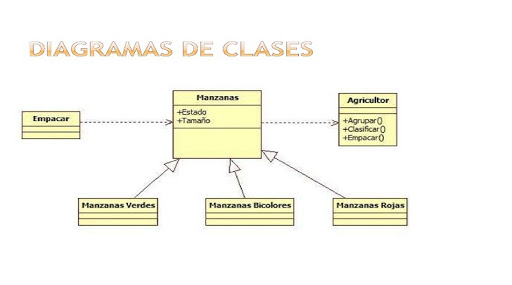 DIAGRAMAS DE CLASES
Manzanas
+Estado
+Tamaño
Agricultor
+Agrupar()
+Clasificar()
+Empacar()
Empacar
Manzanas Verdes
Manzanas Bicolores
Manzanas Rojas